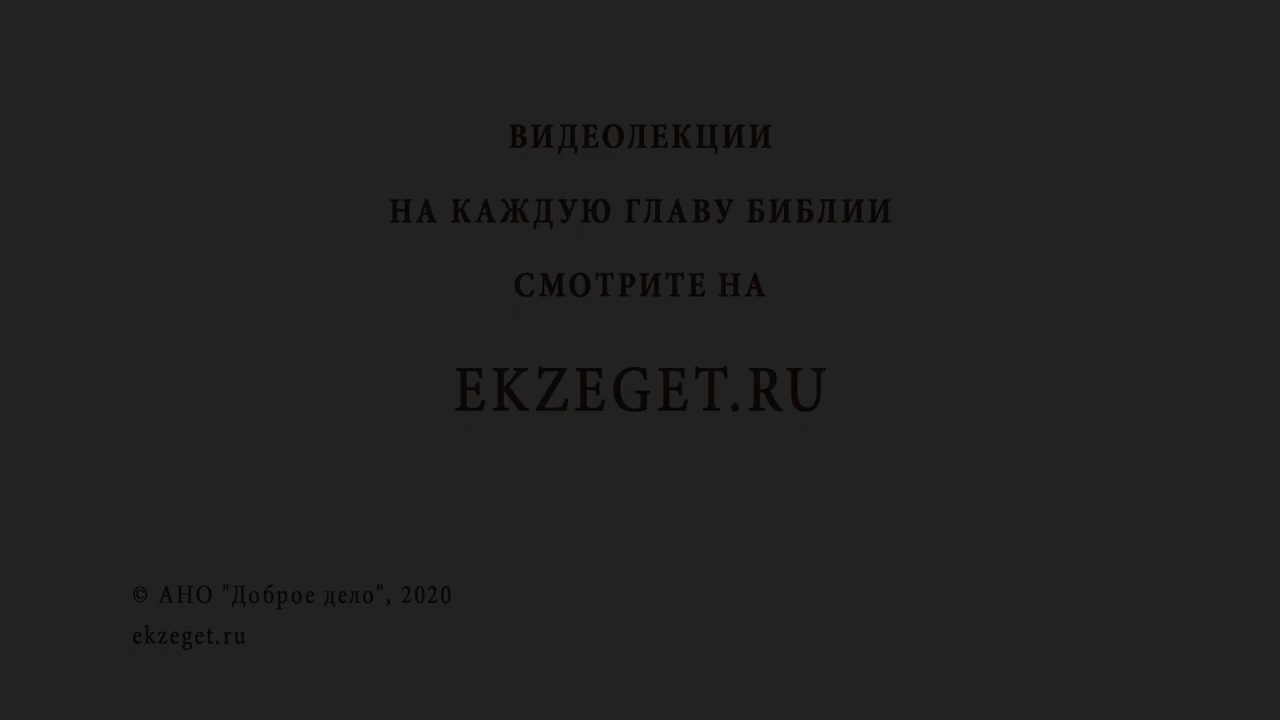 ВИДЕОЛЕКЦИИ
НА КАЖДУЮ ГЛАВУ БИБЛИИ
СМОТРИТЕ НА
EKZEGET.RU
© АНО "Доброе дело", 2020
ekzeget.ru